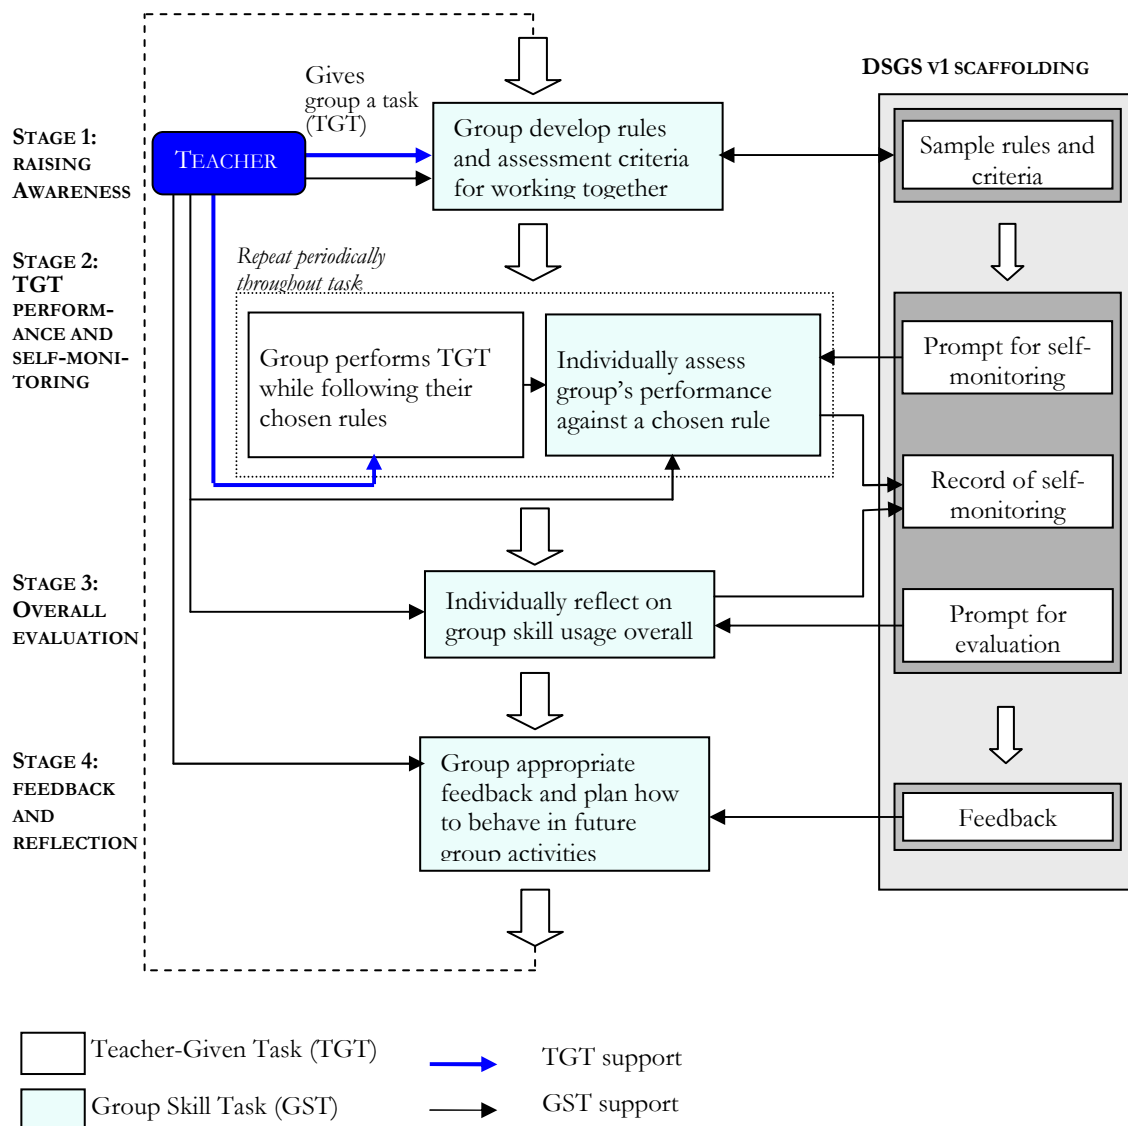 DSGS V1 SCAFFOLDING
Gives
group a task
(TGT)
STAGE 1:
RAISING
AWARENESS
TEACHER
Group develop rules
and assessment criteria
for working together
Sample rules and
criteria
STAGE 2:
TGT
PERFORM-
ANCE AND
SELF-MONI-
TORING
Repeat periodically
throughout task
Group performs TGT
while following their
chosen rules
Individually assess
group's performance
against a chosen rule
Prompt for self-
monitoring
Record of self-
monitoring
STAGE 3:
OVERALL
EVALUATION
Individually reflect on
group skill usage overall
Prompt for
evaluation
STAGE 4:
FEEDBACK
AND
REFLECTION
Group appropriate
feedback and plan how
to behave in future
group activities
Feedback
Teacher-Given Task (TGT)
TGT support
Group Skill Task (GST)
GST support